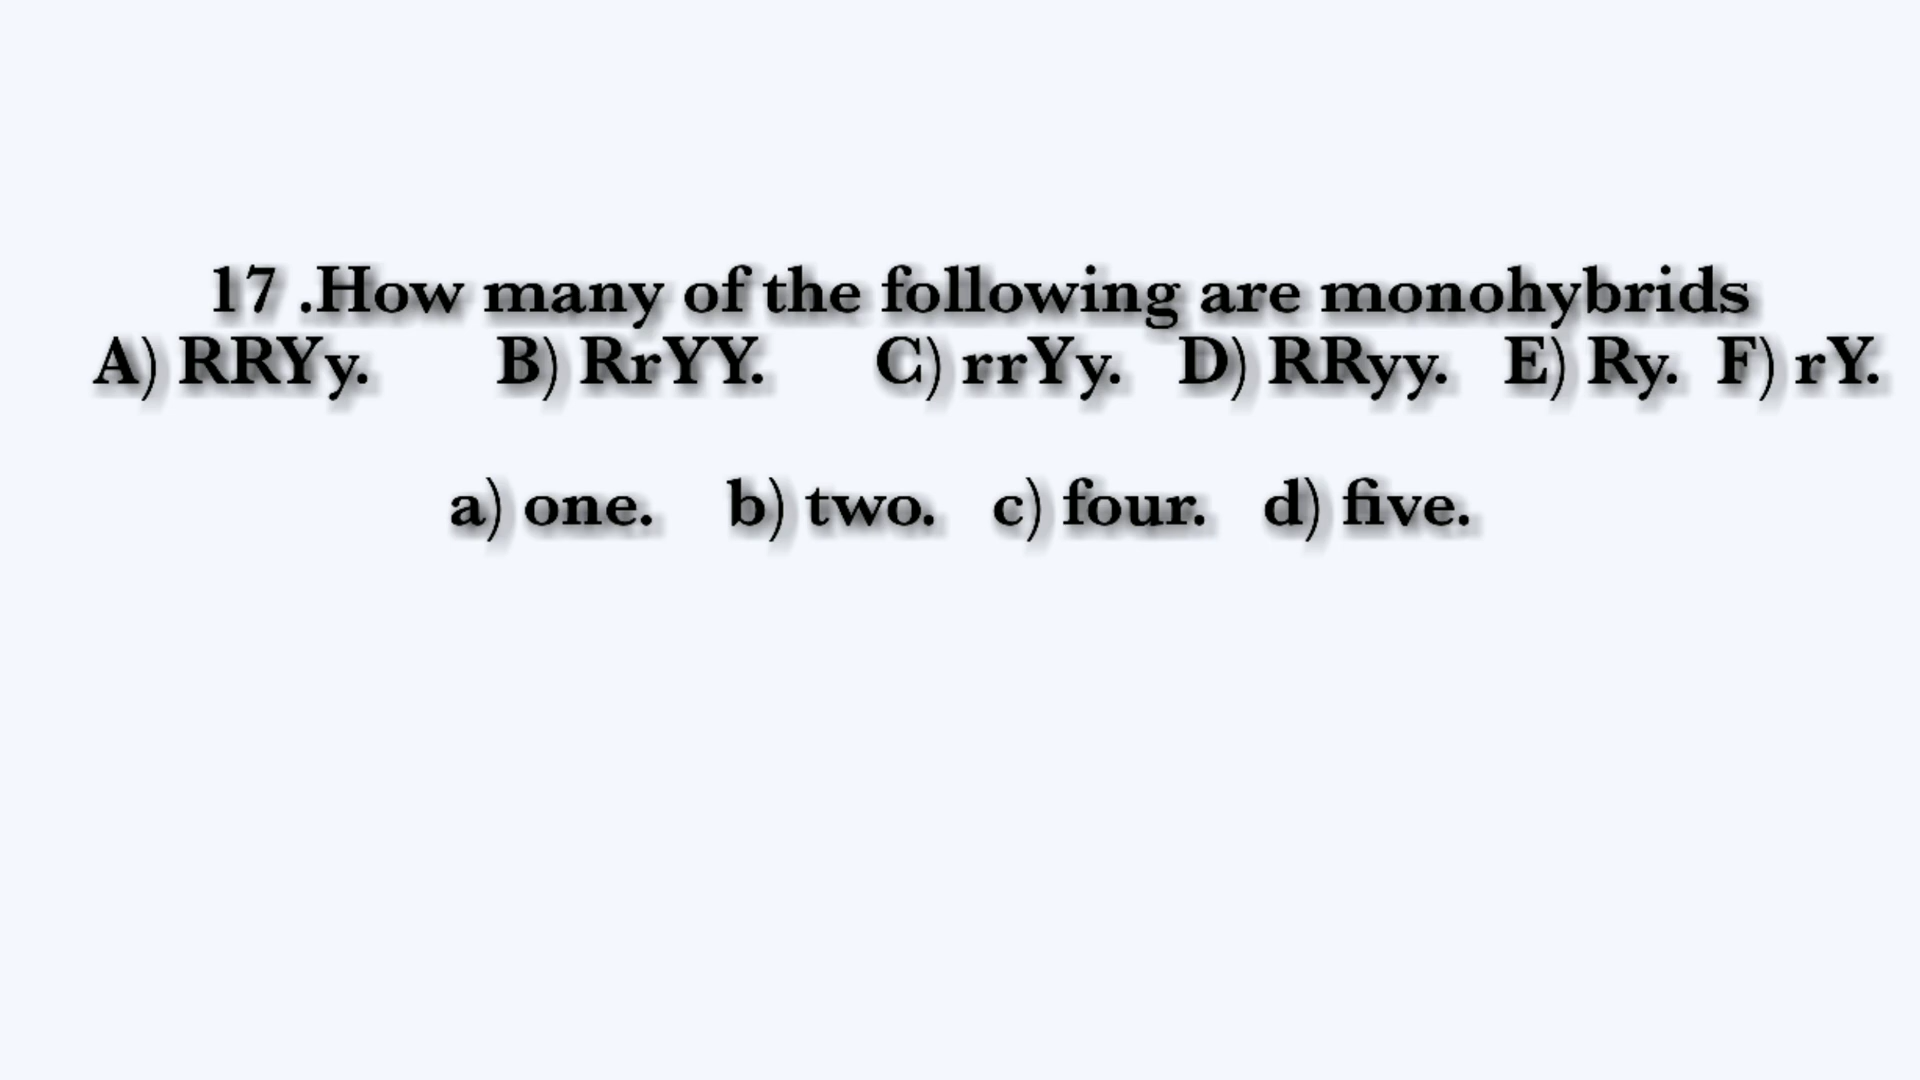 17 .How many of the following are monohybrids
A) RRYy. B) RrYY. C) rrYy. D) RRyy. E) Ry. F) rY.
a) one. b) two. c) four. d) five.